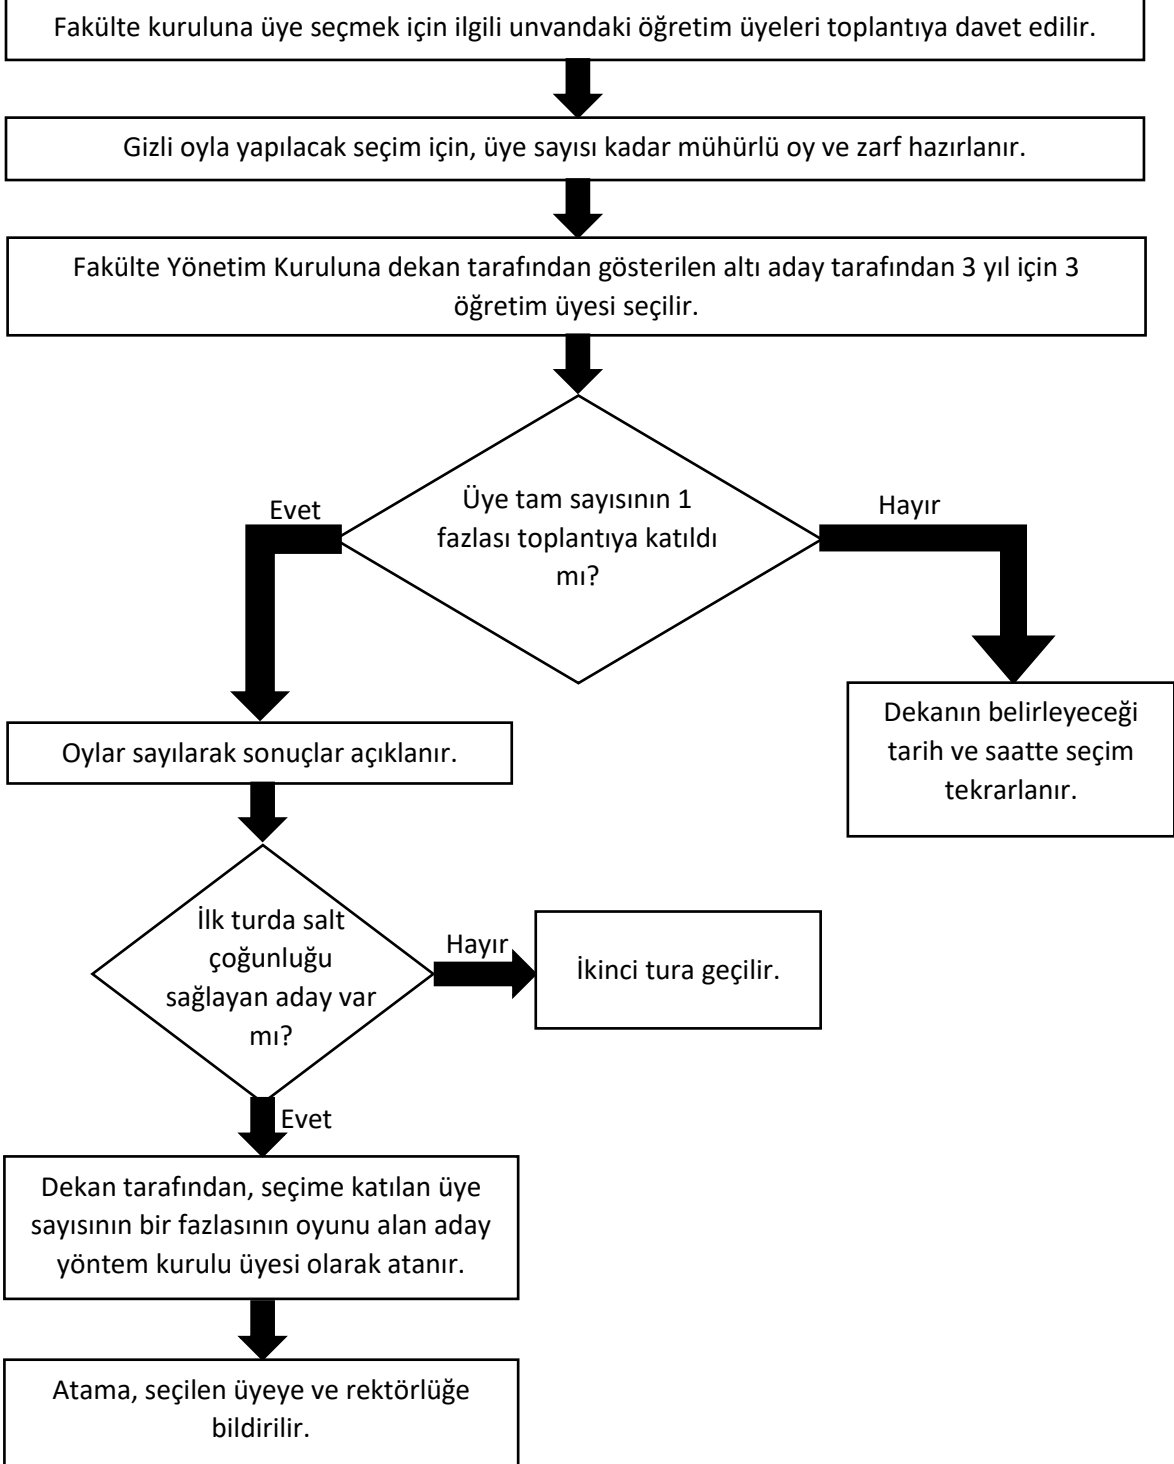 Fakülte kuruluna üye seçmek için ilgili unvandaki öğretim üyeleri toplantıya davet edilir.
Gizli oyla yapılacak seçim için, üye sayısı kadar mühürlü oy ve zarf hazırlanır.
Fakülte Yönetim Kuruluna dekan tarafından gösterilen altı aday tarafından 3 yıl için 3
öğretim üyesi seçilir.
Üye tam sayısının 1
fazlası toplantıya katıldı
mı?
Evet
Hayır
Dekanın belirleyeceği
tarih ve saatte seçim
tekrarlanır.
Oylar sayılarak sonuçlar açıklanır.
İlk turda salt
çoğunluğu
sağlayan aday var
mı?
Hayır
İkinci tura geçilir.
Evet
Dekan tarafından, seçime katılan üye
sayısının bir fazlasının oyunu alan aday
yöntem kurulu üyesi olarak atanır.
Atama, seçilen üyeye ve rektörlüğe
bildirilir.